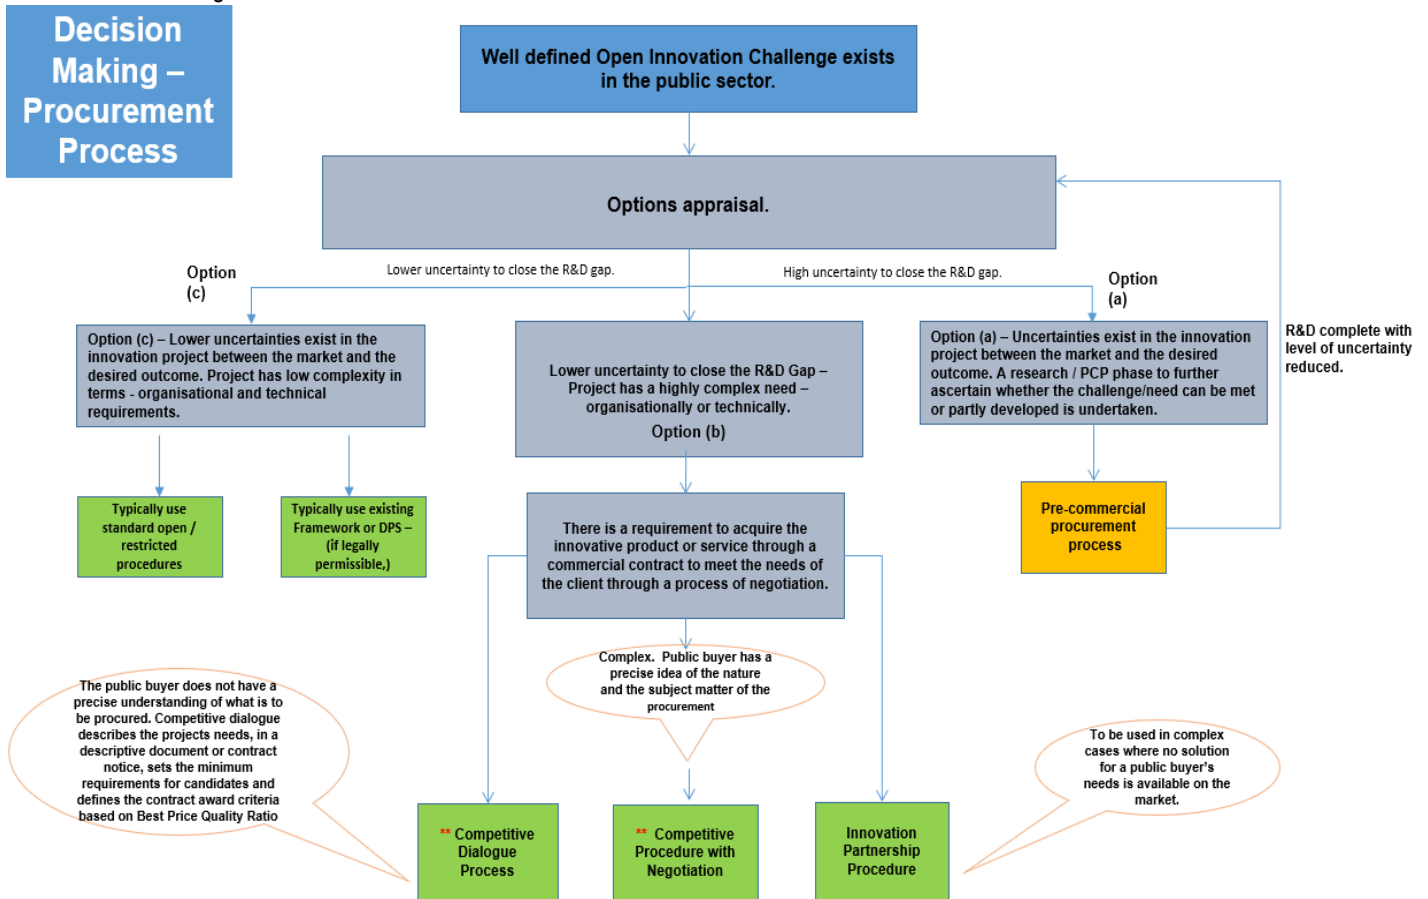 Decision
Making –
Procurement
Process
Well defined Open Innovation Challenge exists
in the public sector.
Options appraisal.
Option
(c)
Lower uncertainty to close the R&D gap.
High uncertainty to close the R&D gap.
Option
(a)
Option (c) – Lower uncertainties exist in the
innovation project between the market and the
desired outcome. Project has low complexity in
terms - organisational and technical
requirements.
Lower uncertainty to close the R&D Gap –
Project has a highly complex need –
organisationally or technically.
Option (b)
Option (a) – Uncertainties exist in the innovation
project between the market and the desired
outcome. A research / PCP phase to further
ascertain whether the challenge/need can be met
or partly developed is undertaken.
R&D complete with
level of uncertainty
reduced.
Typically use
standard open /
restricted
procedures
Typically use existing
Framework or DPS –
(if legally
permissible,)
There is a requirement to acquire the
innovative product or service through a
commercial contract to meet the needs of
the client through a process of negotiation.
Pre-commercial
procurement
process
The public buyer does not have a
precise understanding of what is to
be procured. Competitive dialogue
describes the projects needs, in a
descriptive document or contract
notice, sets the minimum
requirements for candidates and
defines the contract award criteria
based on Best Price Quality Ratio
Complex. Public buyer has a
precise idea of the nature
and the subject matter of the
procurement
To be used in complex
cases where no solution
for a public buyer's
needs is available on the
market.
** Competitive
Dialogue
Process
** Competitive
Procedure with
Negotiation
Innovation
Partnership
Procedure